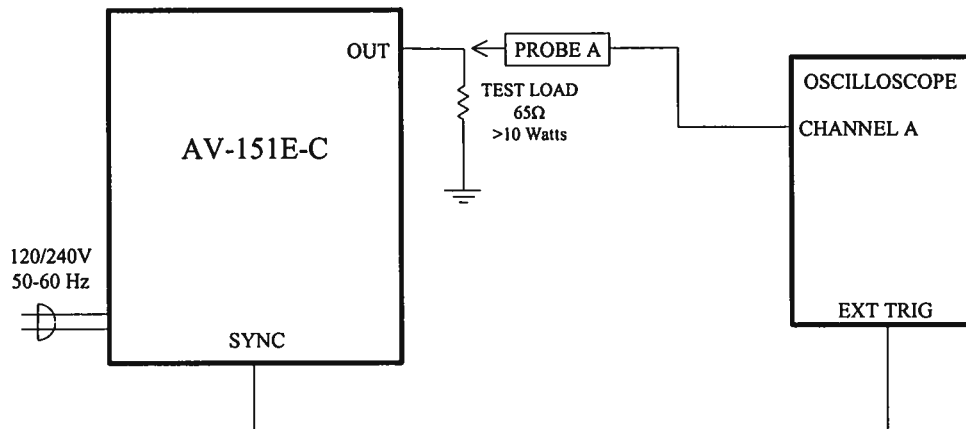 OUT
PROBE A
TEST LOAD
65Ω
>10 Watts
OSCILLOSCOPE
CHANNEL A
AV-151E-C
120/240V
50-60 Hz
SYNC
EXT TRIG